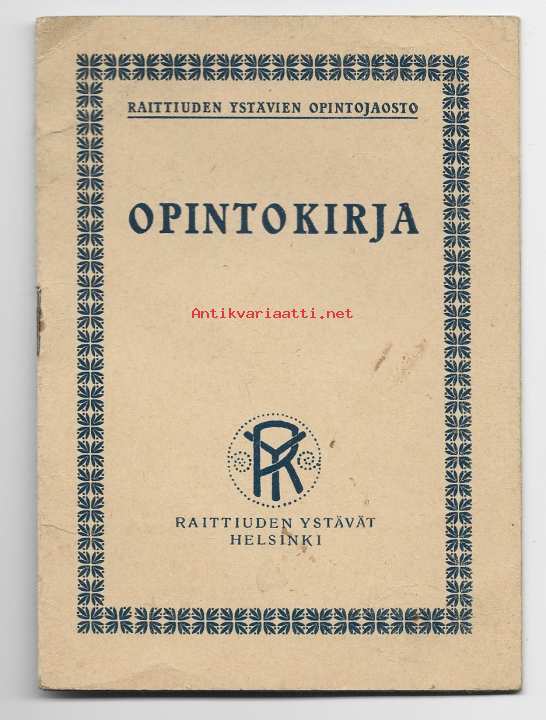 RAITTIUDEN YSTÄVIEN OPINTOJAOSTO
OPINTOKIRJA
Antikvariaatti.net
RY
RAITTIUDEN YSTÄVÄT
HELSINKI